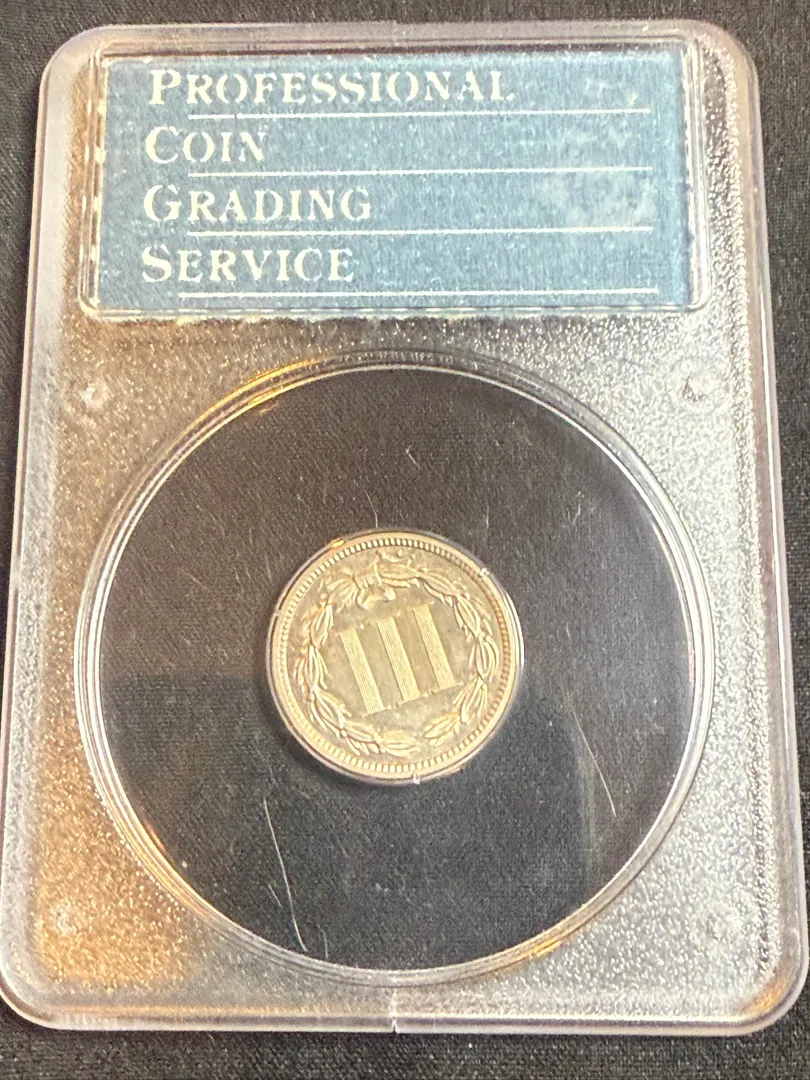 PROFESSIONAL
COIN
GRADING
SERVICE
III